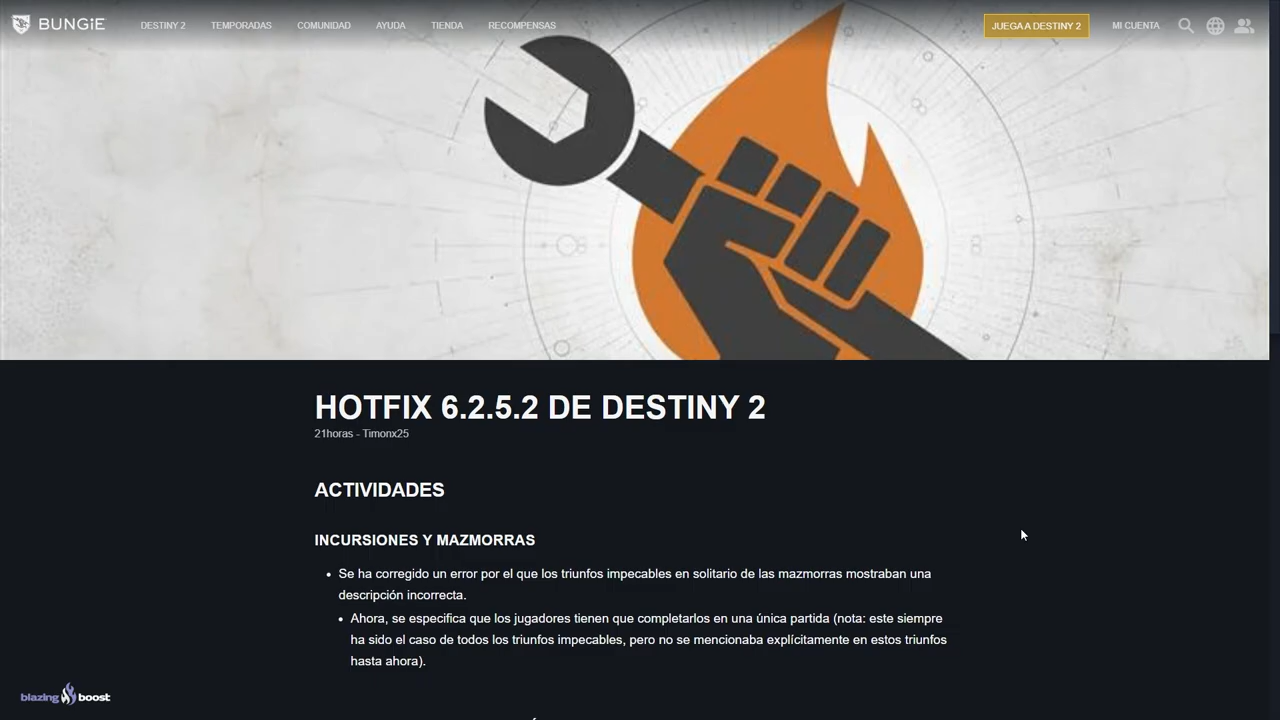 BUNGiE
DESTINY 2 TEMPORADAS COMUNIDAD AYUDA TIENDA RECOMPENSAS JUEGA A DESTINY 2 MI CUENTA
HOTFIX 6.2.5.2 DE DESTINY 2
21horas - Timonx25
ACTIVIDADES
INCURSIONES Y MAZMORRAS
• Se ha corregido un error por el que los triunfos impecables en solitario de las mazmorras mostraban una
descripción incorrecta.
• Ahora, se especifica que los jugadores tienen que completarlos en una única partida (nota: este siempre
ha sido el caso de todos los triunfos impecables, pero no se mencionaba explícitamente en estos triunfos
hasta ahora).
blazing boost